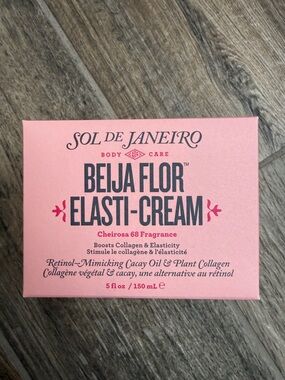 SOL DE JANEIRO
BODY CARE
BEIJA FLOR™
ELASTI-CREAM
Cheirosa 68 Fragrance
Boosts Collagen & Elasticity
Stimule le collagène & l'élasticité
Retinol-Mimicking Cacay Oil & Plant Collagen
Collagène végétal & cacay, une alternative au rétinol
5 fl oz / 150 mL ℮